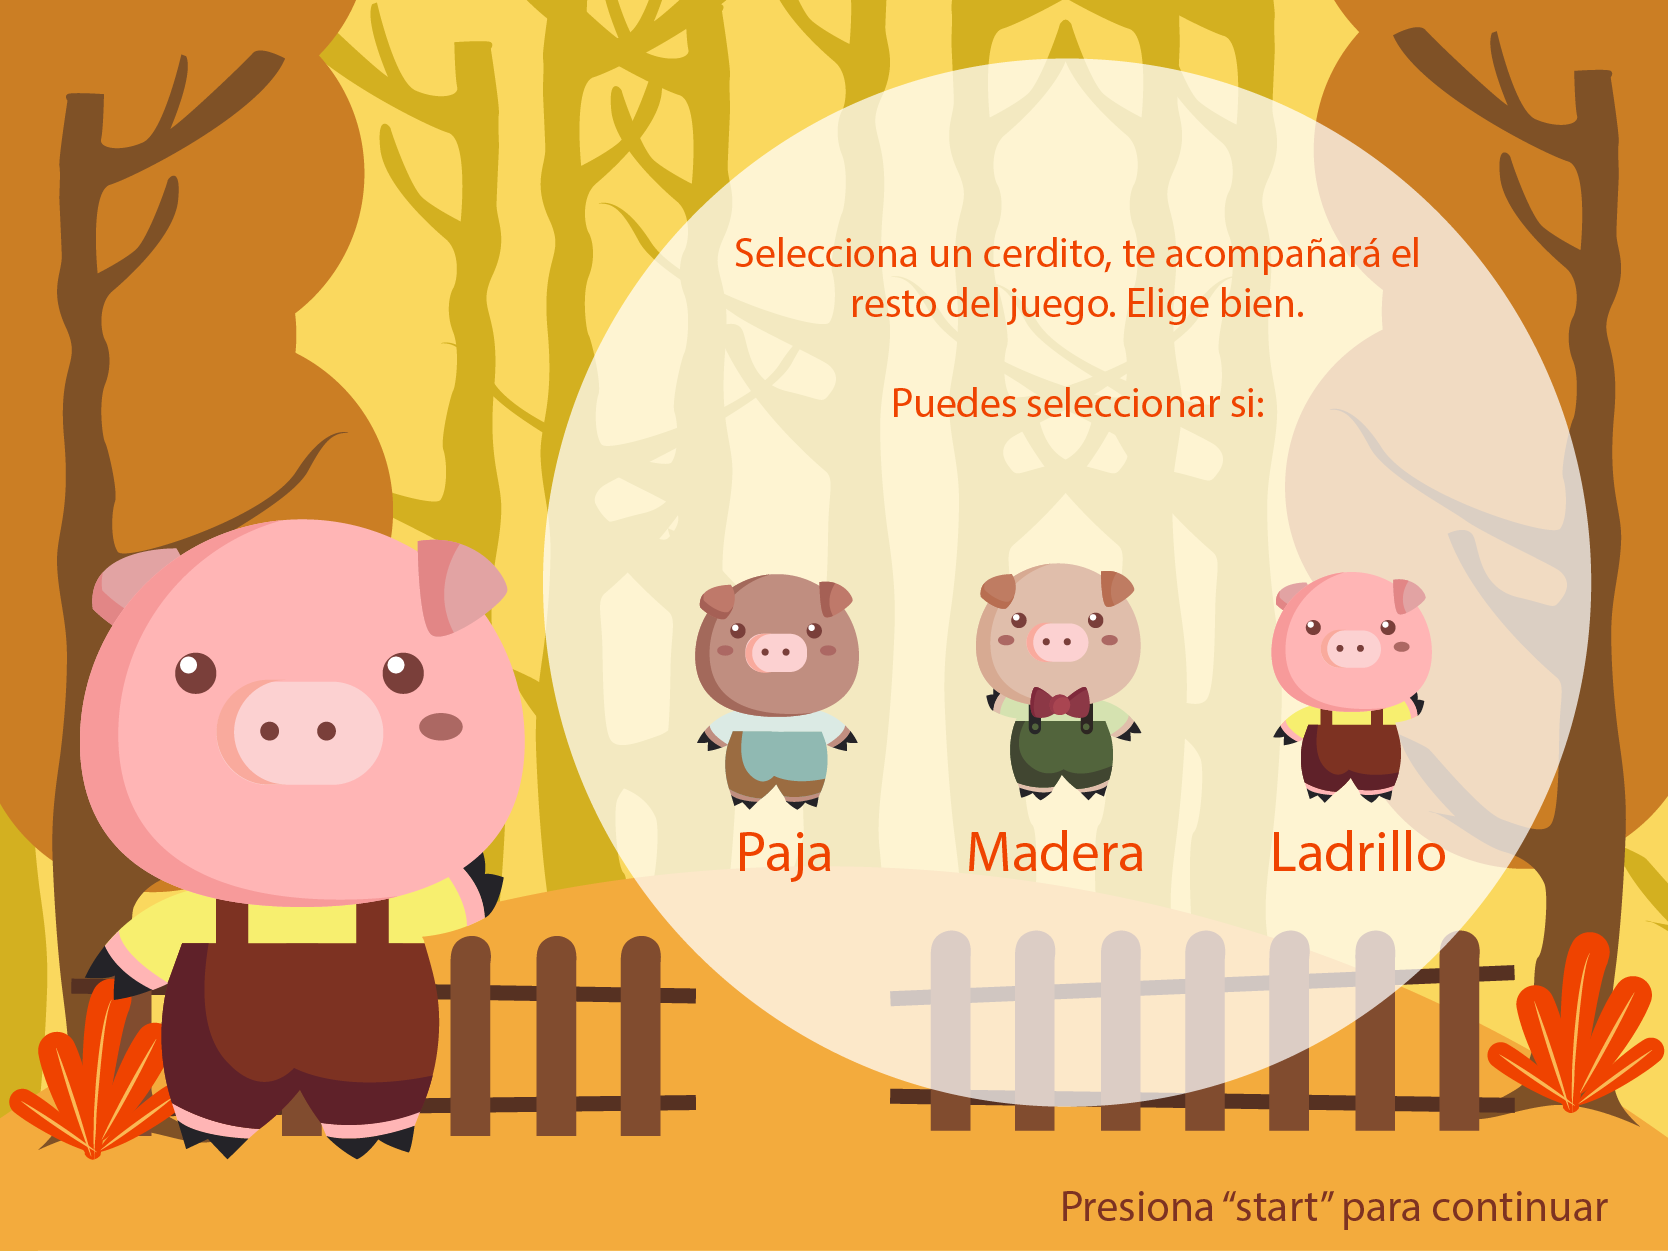 Selecciona un cerdito, te acompañará el
resto del juego. Elige bien.
Puedes seleccionar si:
Paja
Madera
Ladrillo
Presiona “start” para continuar